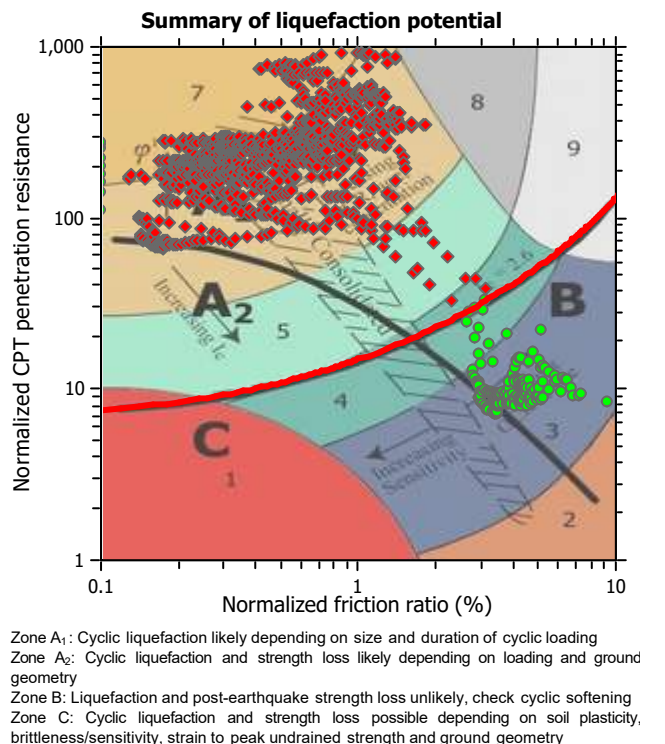 Summary of liquefaction potential
Normalized CPT penetration resistance
1,000
100
10
1
7
8
9
φ'
Consolidated
= 2.6
A2
B
Increasing Ic
5
4
C
1
Increasing
Sensitivity
3
2
0.1
1
10
Normalized friction ratio (%)
Zone A1: Cyclic liquefaction likely depending on size and duration of cyclic loading
Zone A2: Cyclic liquefaction and strength loss likely depending on loading and ground
geometry
Zone B: Liquefaction and post-earthquake strength loss unlikely, check cyclic softening
Zone C: Cyclic liquefaction and strength loss possible depending on soil plasticity,
brittleness/sensitivity, strain to peak undrained strength and ground geometry